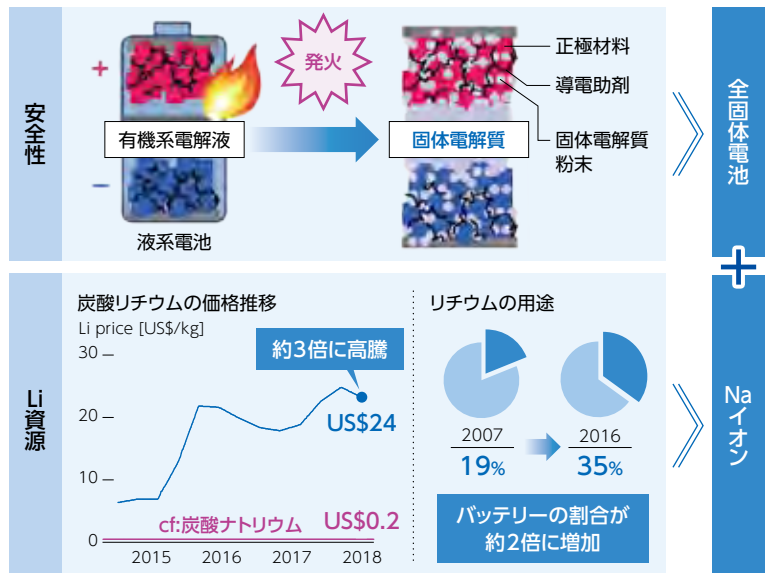 安全性
+
−
有機系電解液
液系電池
発火
固体電解質
正極材料
導電助剤
固体電解質
粉末
全固体電池
+
Li資源
炭酸リチウムの価格推移
Li price [US$/kg]
30
20
10
0
約3倍に高騰
US$24
cf:炭酸ナトリウム US$0.2
2015 2016 2017 2018
リチウムの用途
2007 2016
19% 35%
バッテリーの割合が
約2倍に増加
Naイオン